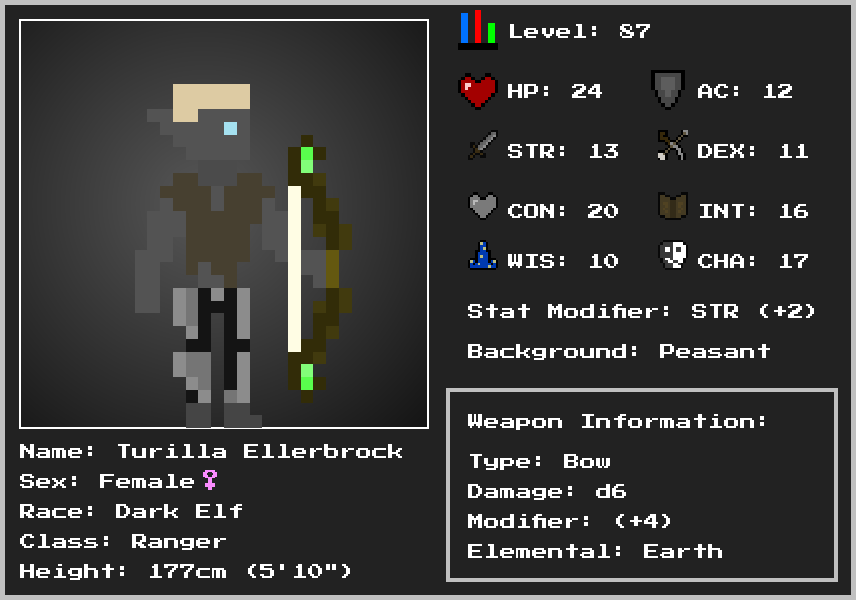 Level: 87
HP: 24 AC: 12
STR: 13 DEX: 11
CON: 20 INT: 16
WIS: 10 CHA: 17
Stat Modifier: STR (+2)
Background: Peasant
Weapon Information:
Type: Bow
Damage: d6
Modifier: (+4)
Elemental: Earth
Name: Turilla Ellerbrock
Sex: Female♀
Race: Dark Elf
Class: Ranger
Height: 177cm (5'10")